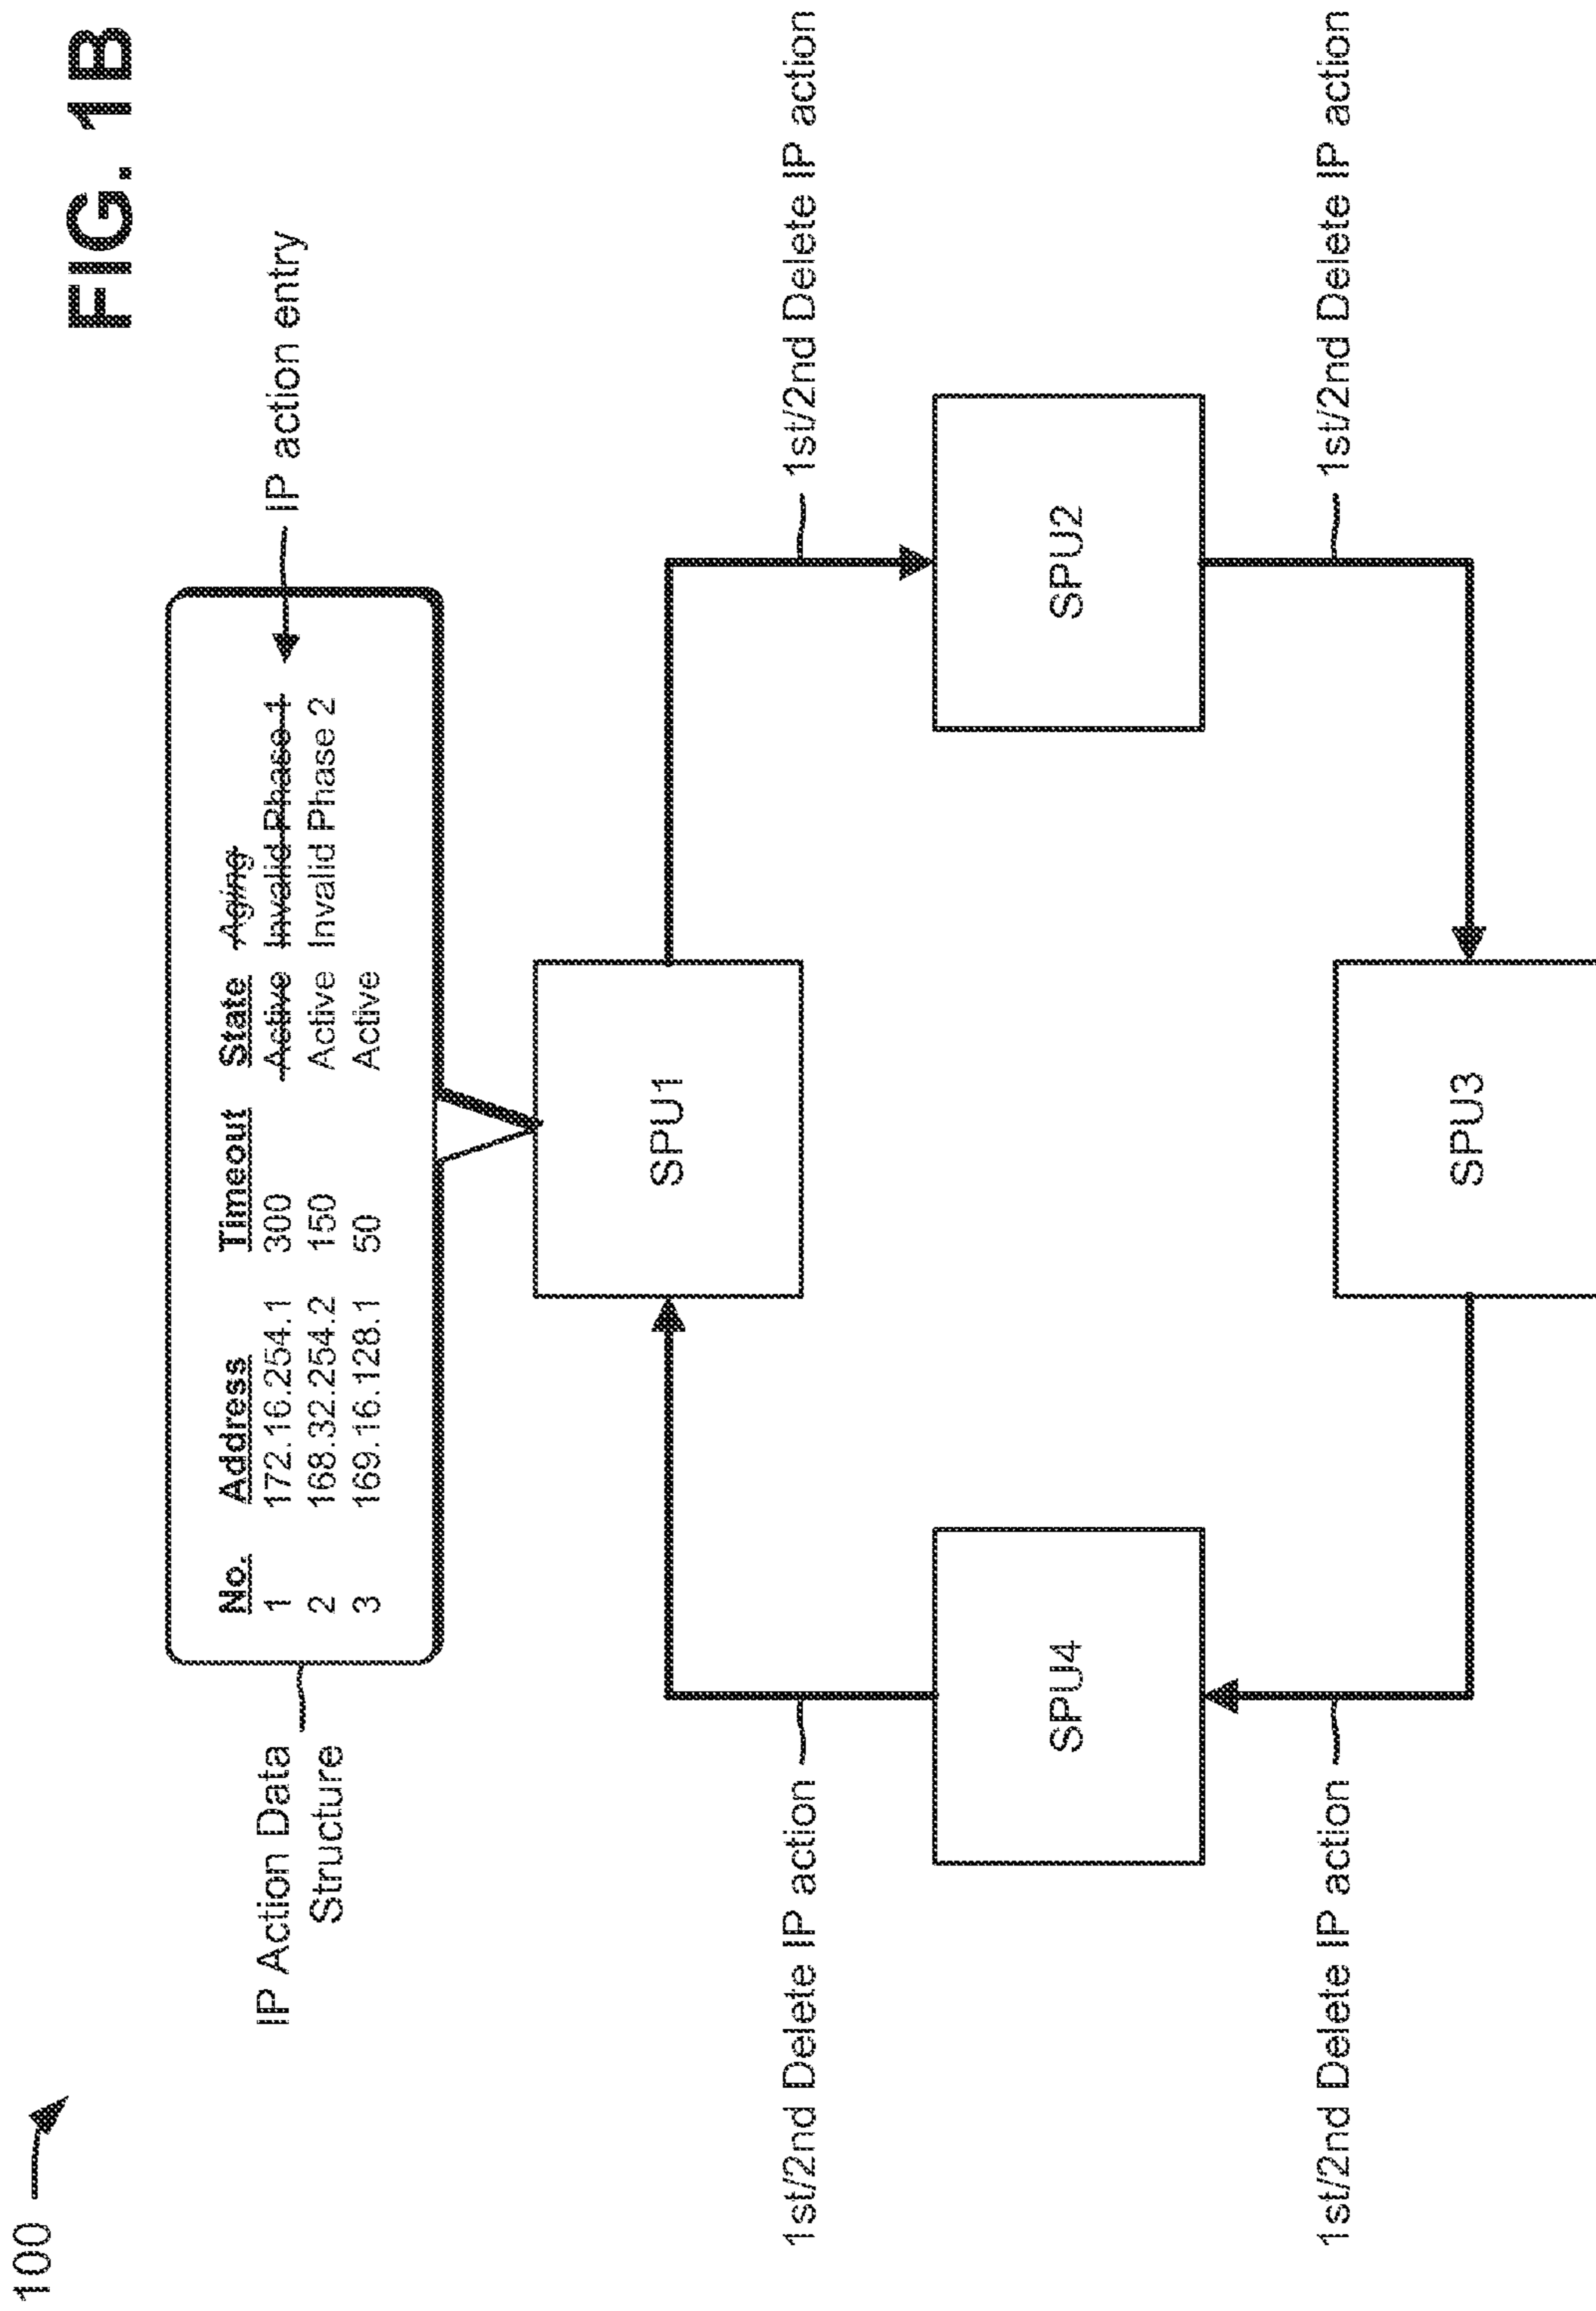 100
FIG. 1B
IP Action Data
Structure
No. Address Timeout State Aging
1 172.16.254.1 300 Active Invalid Phase 1
2 168.32.254.2 150 Active Invalid Phase 2
3 169.16.128.1 50 Active
IP action entry
SPU1
1st/2nd Delete IP action
1st/2nd Delete IP action
SPU4
SPU2
1st/2nd Delete IP action
1st/2nd Delete IP action
SPU3